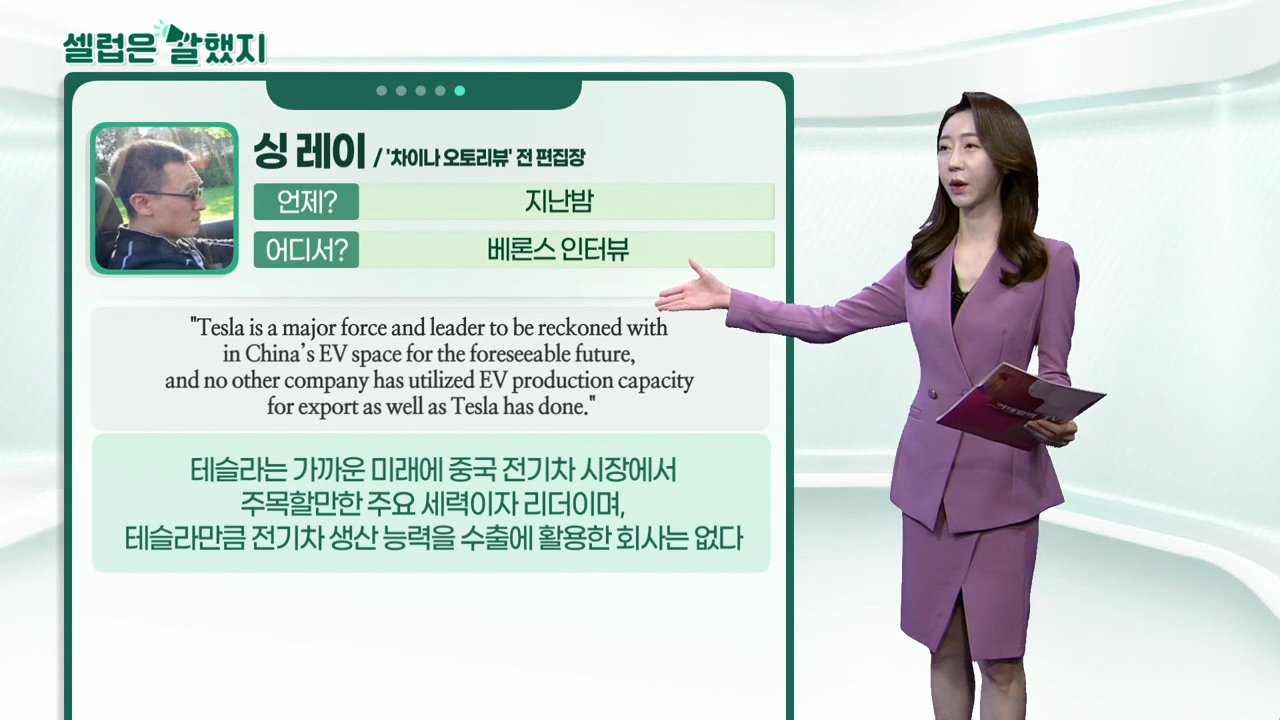 셀럽은 말했지
싱 레이 / '차이나 오토리뷰' 전 편집장
언제? 지난밤
어디서? 베론스 인터뷰
"Tesla is a major force and leader to be reckoned with
in China's EV space for the foreseeable future,
and no other company has utilized EV production capacity
for export as well as Tesla has done."
테슬라는 가까운 미래에 중국 전기차 시장에서
주목할만한 주요 세력이자 리더이며,
테슬라만큼 전기차 생산 능력을 수출에 활용한 회사는 없다